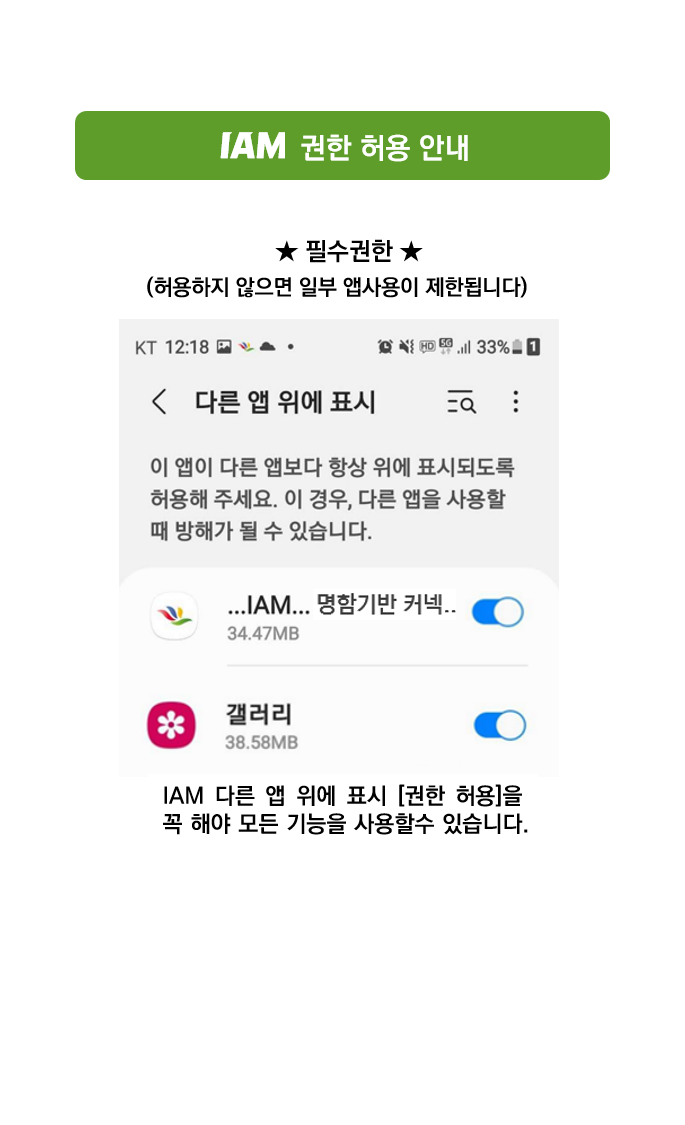 IAM 권한 허용 안내
★ 필수권한 ★
(허용하지 않으면 일부 앱사용이 제한됩니다)
KT 12:18 HD 5G 33% 1
다른 앱 위에 표시
이 앱이 다른 앱보다 항상 위에 표시되도록
허용해 주세요. 이 경우, 다른 앱을 사용할
때 방해가 될 수 있습니다.
...IAM... 명함기반 커넥..
34.47MB
갤러리
38.58MB
IAM 다른 앱 위에 표시 [권한 허용]을
꼭 해야 모든 기능을 사용할수 있습니다.